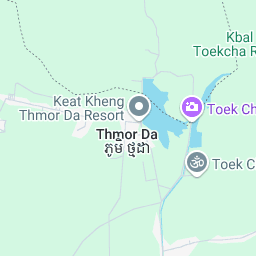 Kbal
Toekcha R
Keat Kheng
Thmor Da Resort
Toek Ch
Thmor Da
ភូមិ ថ្មដា
Toek C